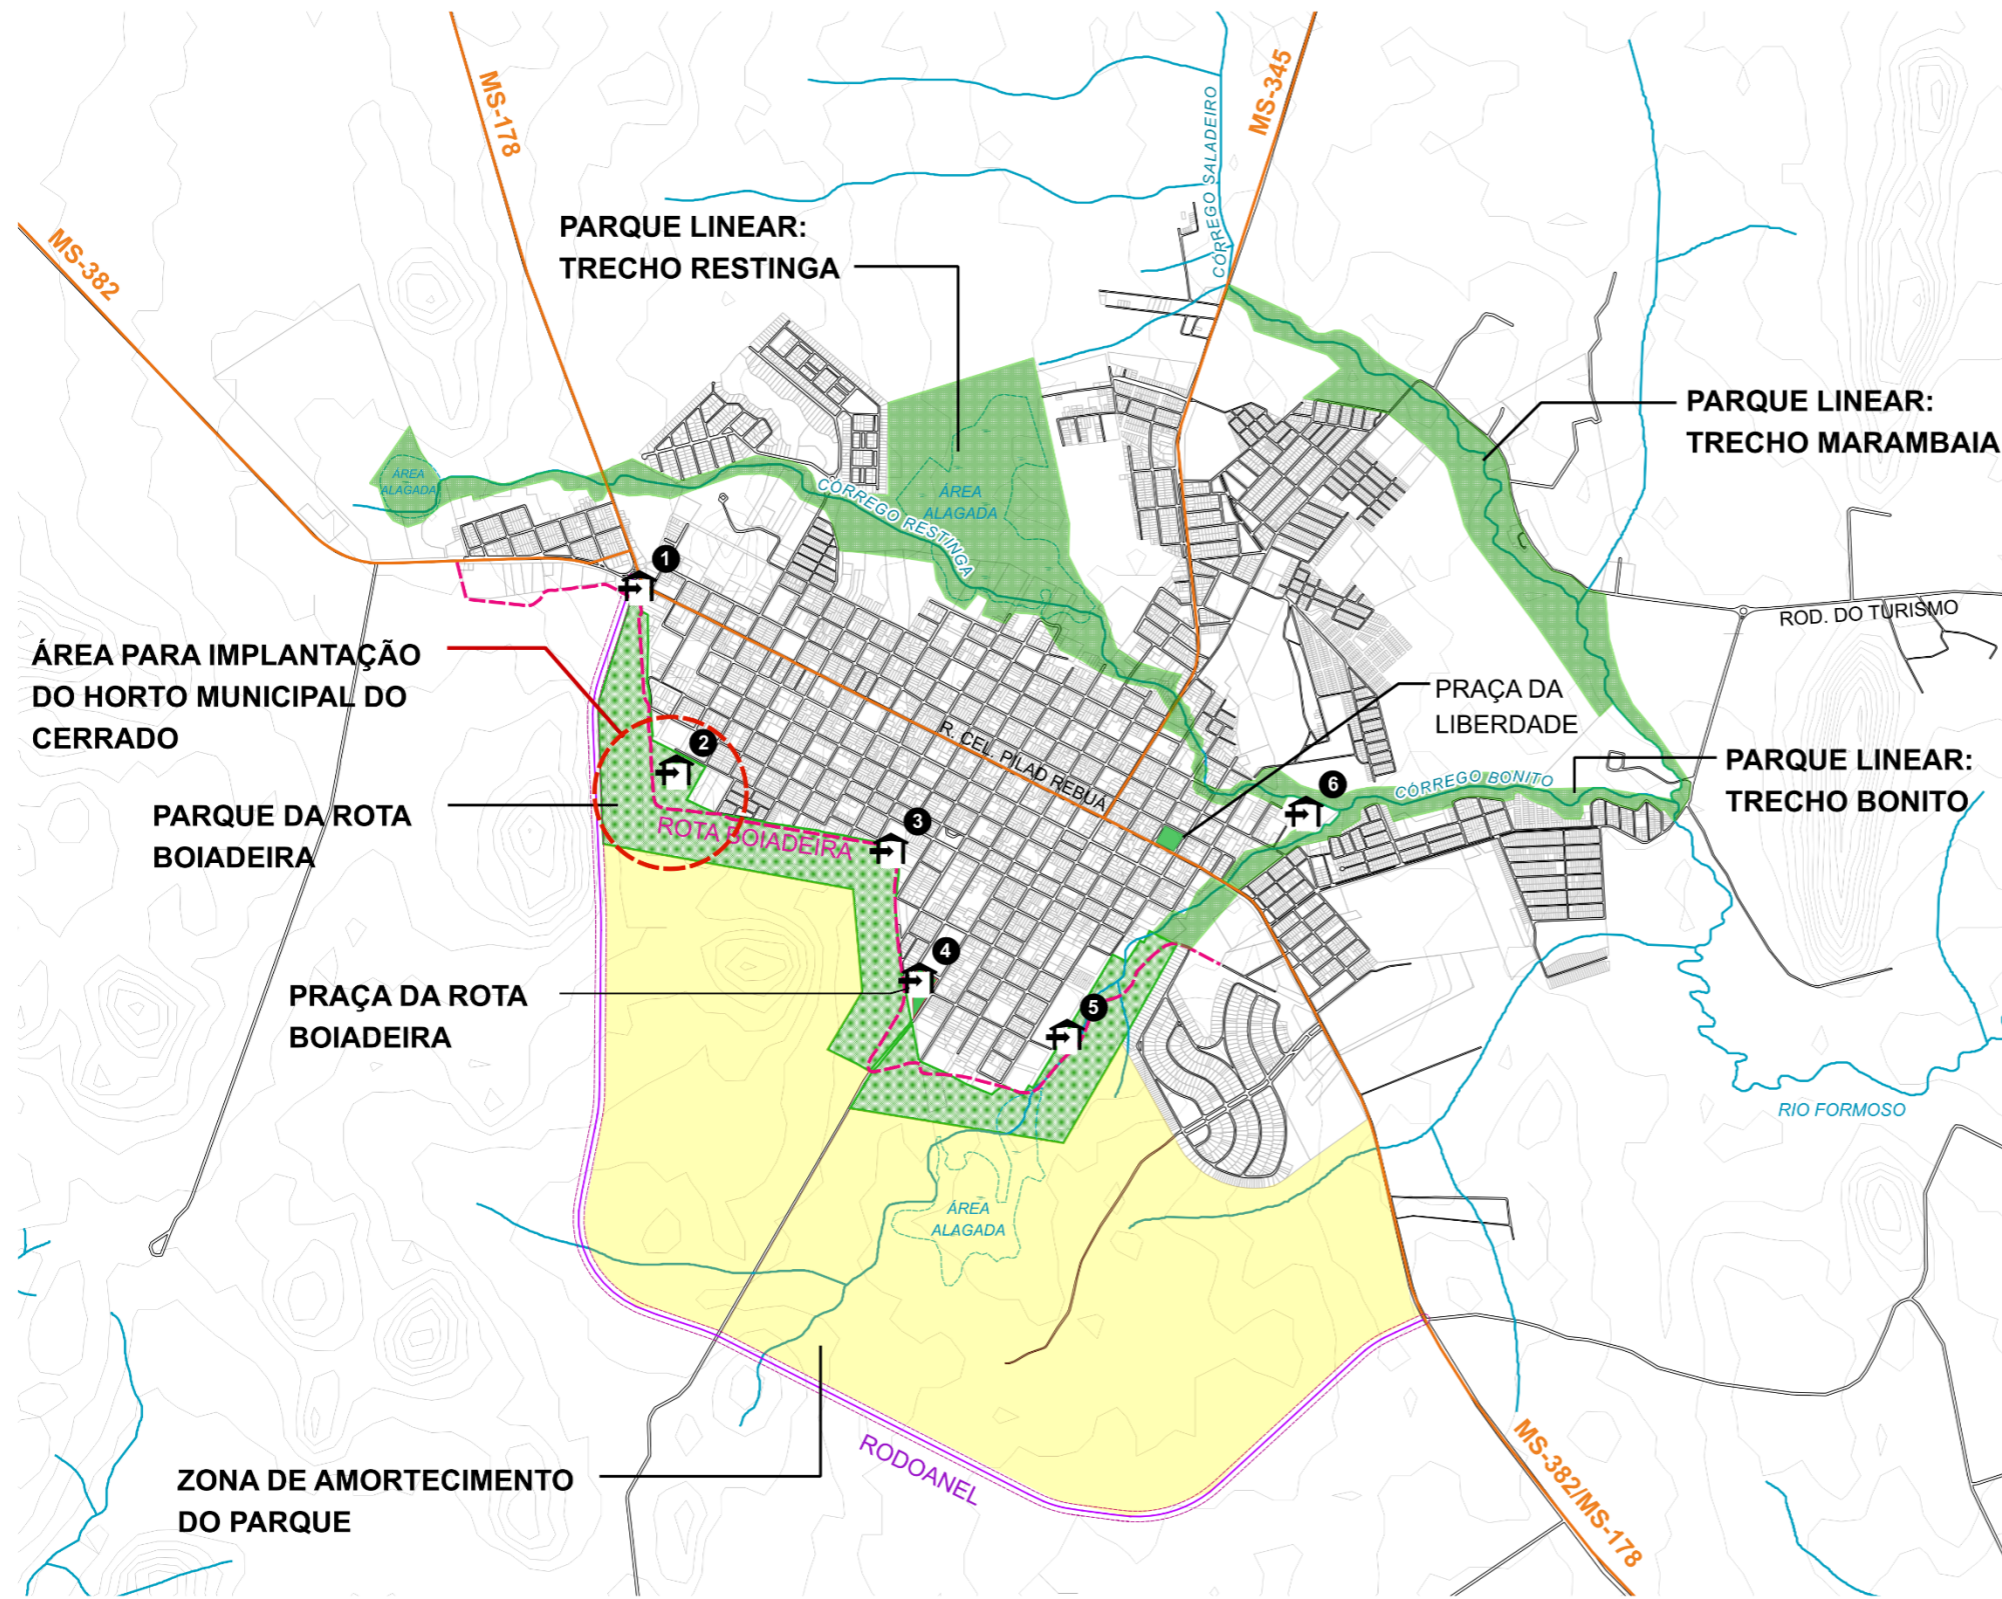 MS-178
MS-345
CÓRREGO SALADEIRO
MS-382
PARQUE LINEAR:
TRECHO RESTINGA
PARQUE LINEAR:
TRECHO MARAMBAIA
ÁREA
ALAGADA
ÁREA
ALAGADA
CÓRREGO RESTINGA
1
ROD. DO TURISMO
ÁREA PARA IMPLANTAÇÃO
DO HORTO MUNICIPAL DO
CERRADO
PRAÇA DA
LIBERDADE
2
R. CEL. PILAD REBUÁ
PARQUE LINEAR:
TRECHO BONITO
CÓRREGO BONITO
6
PARQUE DA ROTA
BOIADEIRA
ROTA BOIADEIRA
3
4
PRAÇA DA ROTA
BOIADEIRA
5
RIO FORMOSO
ÁREA
ALAGADA
ZONA DE AMORTECIMENTO
DO PARQUE
RODOANEL
MS-382/MS-178